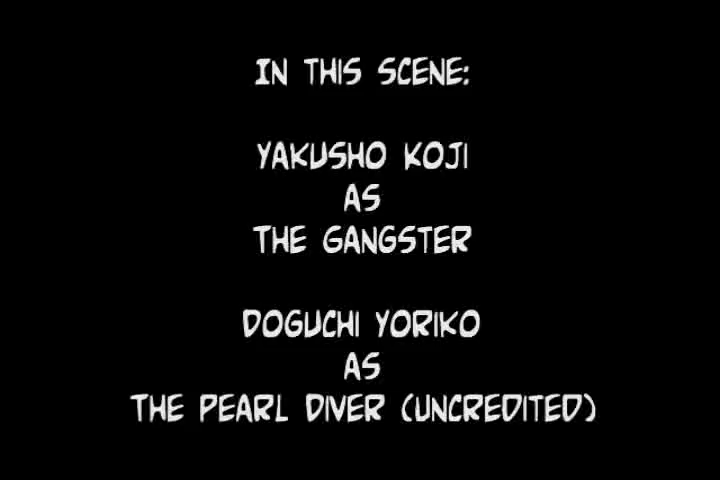 IN THIS SCENE:
YAKUSHO KOJI
AS
THE GANGSTER
DOGUCHI YORIKO
AS
THE PEARL DIVER (UNCREDITED)